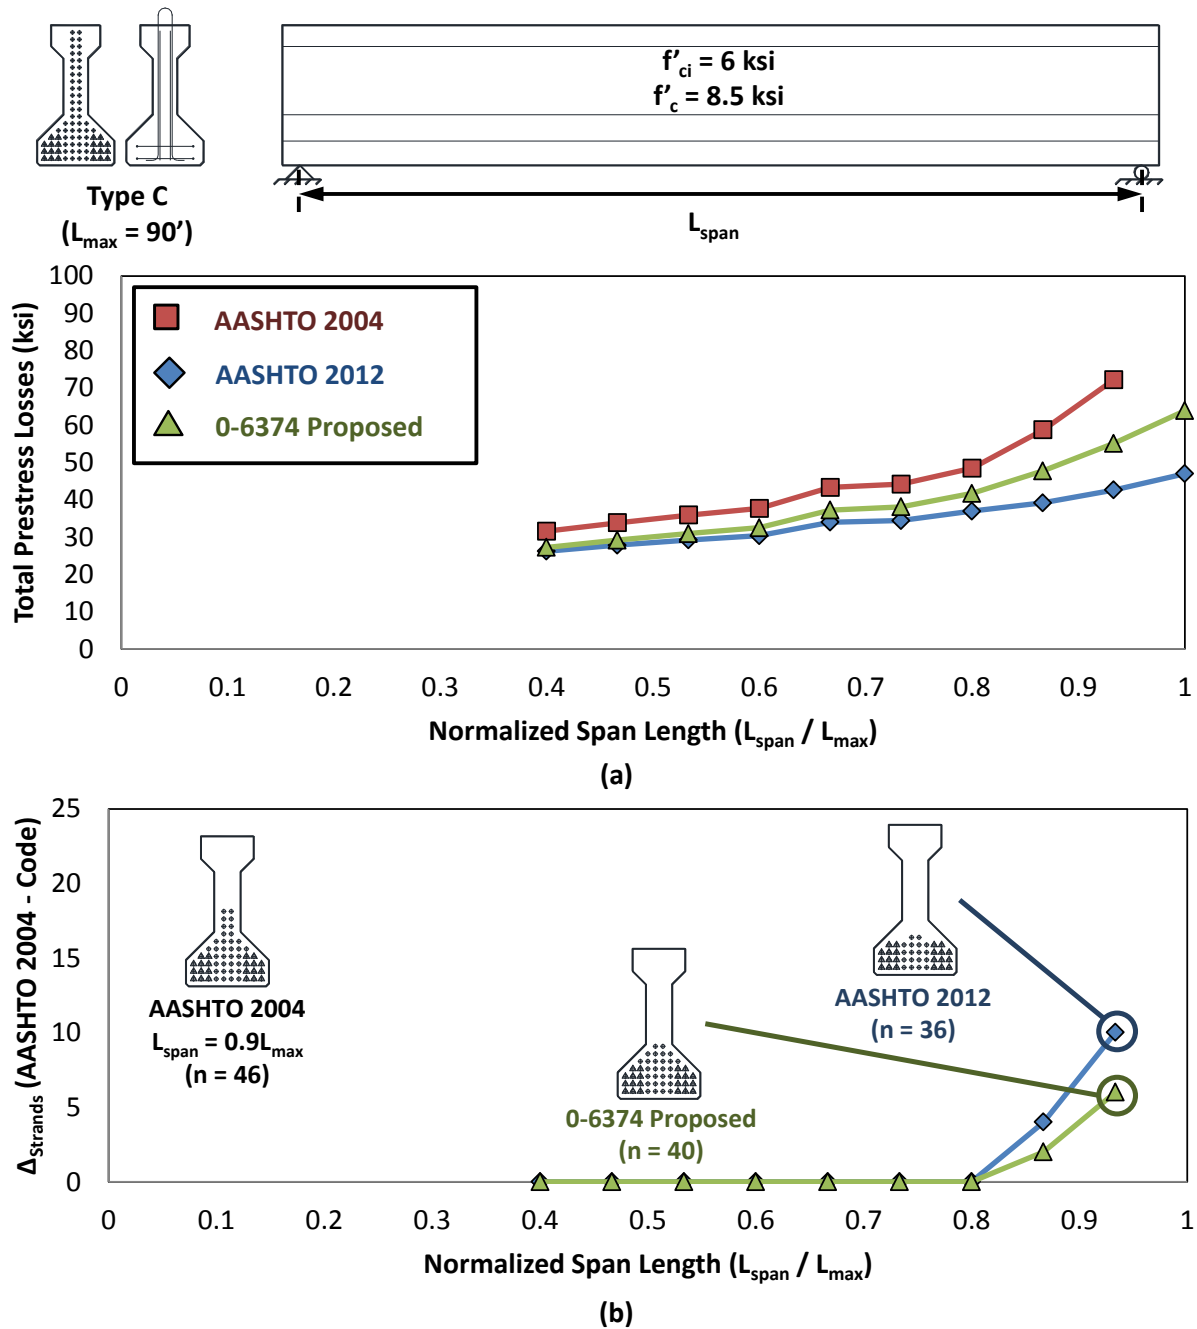 f'ci = 6 ksi
f'c = 8.5 ksi
Type C
(Lmax = 90')
Lspan
Total Prestress Losses (ksi)
100
90
80
70
60
50
40
30
20
10
0
AASHTO 2004
AASHTO 2012
0-6374 Proposed
0 0.1 0.2 0.3 0.4 0.5 0.6 0.7 0.8 0.9 1
Normalized Span Length (Lspan / Lmax)
(a)
ΔStrands (AASHTO 2004 - Code)
25
20
15
10
5
0
AASHTO 2004
Lspan = 0.9Lmax
(n = 46)
0-6374 Proposed
(n = 40)
AASHTO 2012
(n = 36)
0 0.1 0.2 0.3 0.4 0.5 0.6 0.7 0.8 0.9 1
Normalized Span Length (Lspan / Lmax)
(b)